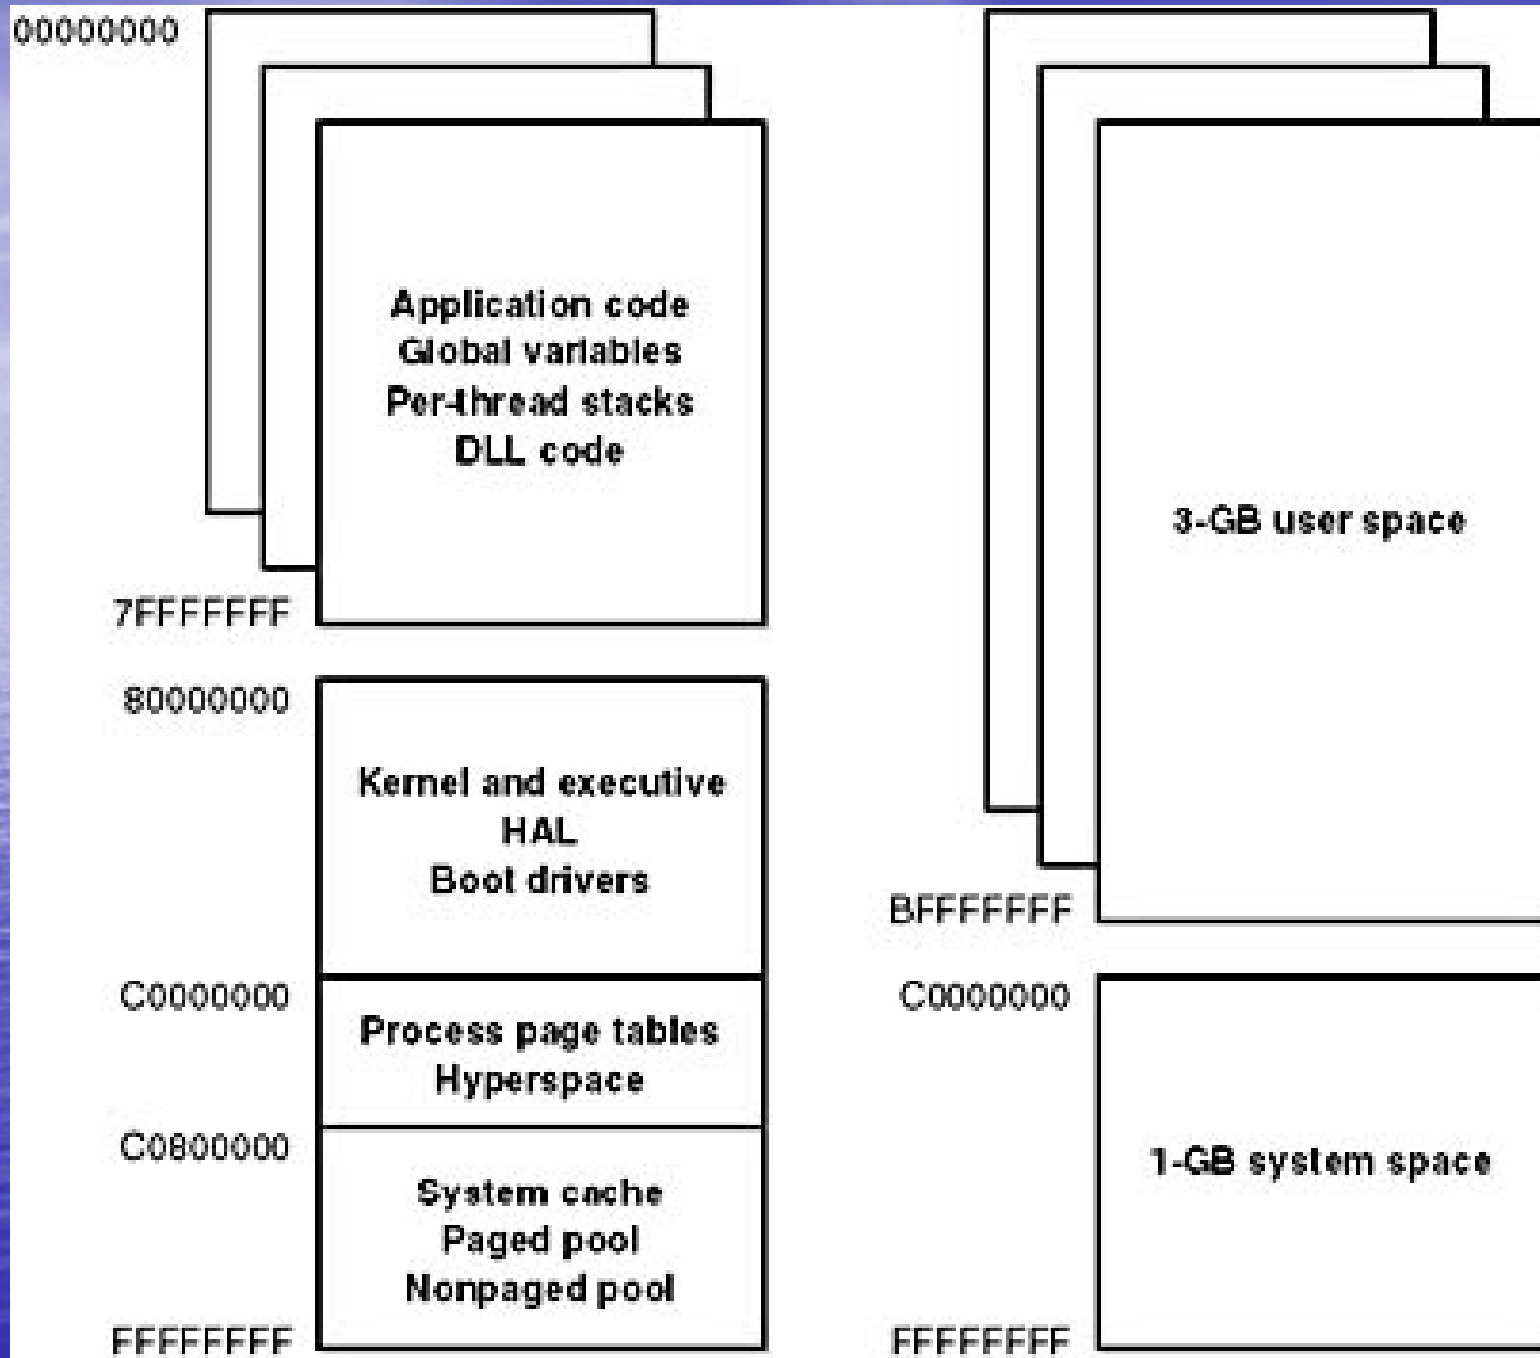 00000000
Application code
Global variables
Per-thread stacks
DLL code
7FFFFFFF
80000000
Kernel and executive
HAL
Boot drivers
C0000000
Process page tables
Hyperspace
C0800000
System cache
Paged pool
Nonpaged pool
FFFFFFFF
3-GB user space
BFFFFFFF
C0000000
1-GB system space
FFFFFFFF